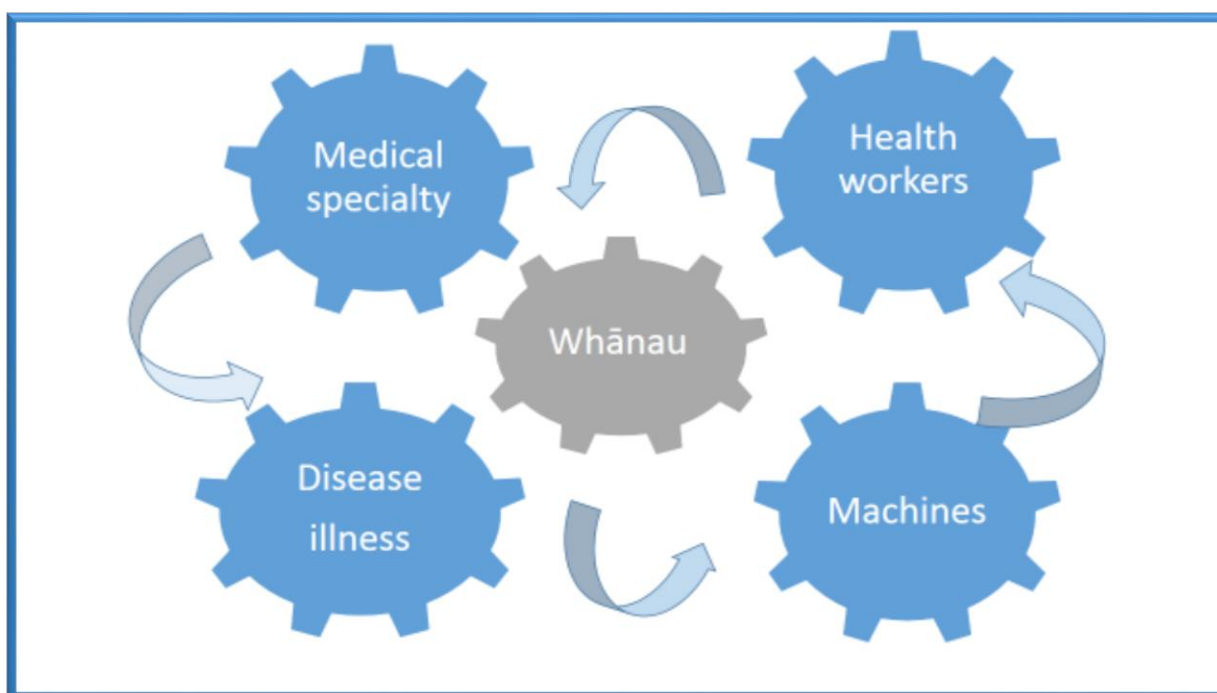 Medical
specialty
Health
workers
Whānau
Disease
illness
Machines